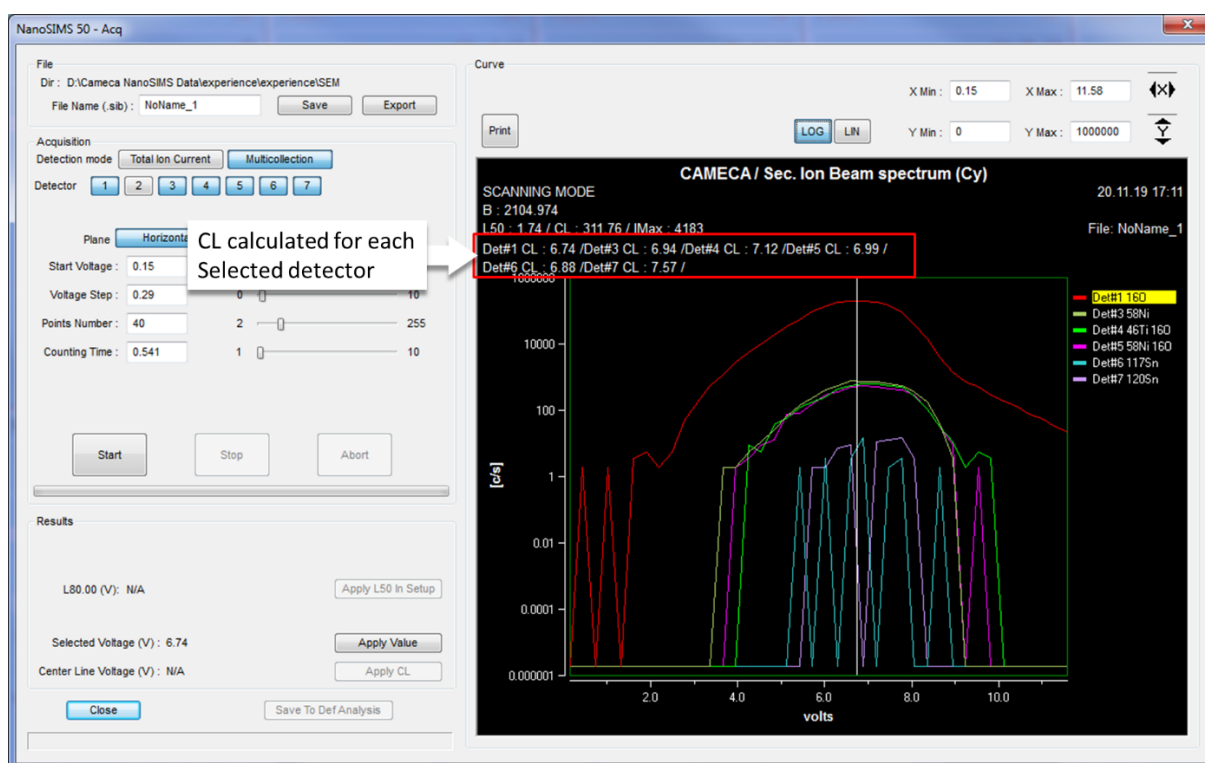 NanoSIMS 50 - Acq
File
Dir : D:\Cameca NanoSIMS Data\experience\experience\SEM
File Name (.sib) : NoName_1 Save Export
Acquisition
Detection mode Total Ion Current Multicollection
Detector 1 2 3 4 5 6 7
Plane Horizonta
Start Voltage : 0.15
Voltage Step : 0.29 0 10
Points Number : 40 2 255
Counting Time : 0.541 1 10
CL calculated for each
Selected detector
Start Stop Abort
Results
L80.00 (V): N/A Apply L50 In Setup
Selected Voltage (V) : 6.74 Apply Value
Center Line Voltage (V) : N/A Apply CL
Close Save To Def Analysis
Curve
X Min : 0.15 X Max : 11.58 X
Print LOG LIN Y Min : 0 Y Max : 1000000 Y
CAMECA / Sec. Ion Beam spectrum (Cy)
SCANNING MODE 20.11.19 17:11
B : 2104.974
L50 : 1.74 / CL : 311.76 / IMax : 4183 File: NoName_1
Det#1 CL : 6.74 /Det#3 CL : 6.94 /Det#4 CL : 7.12 /Det#5 CL : 6.99 /
Det#6 CL : 6.88 /Det#7 CL : 7.57 /
1000000
10000
100
1
0.01
0.0001
0.000001
[c/s]
2.0 4.0 6.0 8.0 10.0
volts
Det#1 16O
Det#3 58Ni
Det#4 46Ti 16O
Det#5 58Ni 16O
Det#6 117Sn
Det#7 120Sn